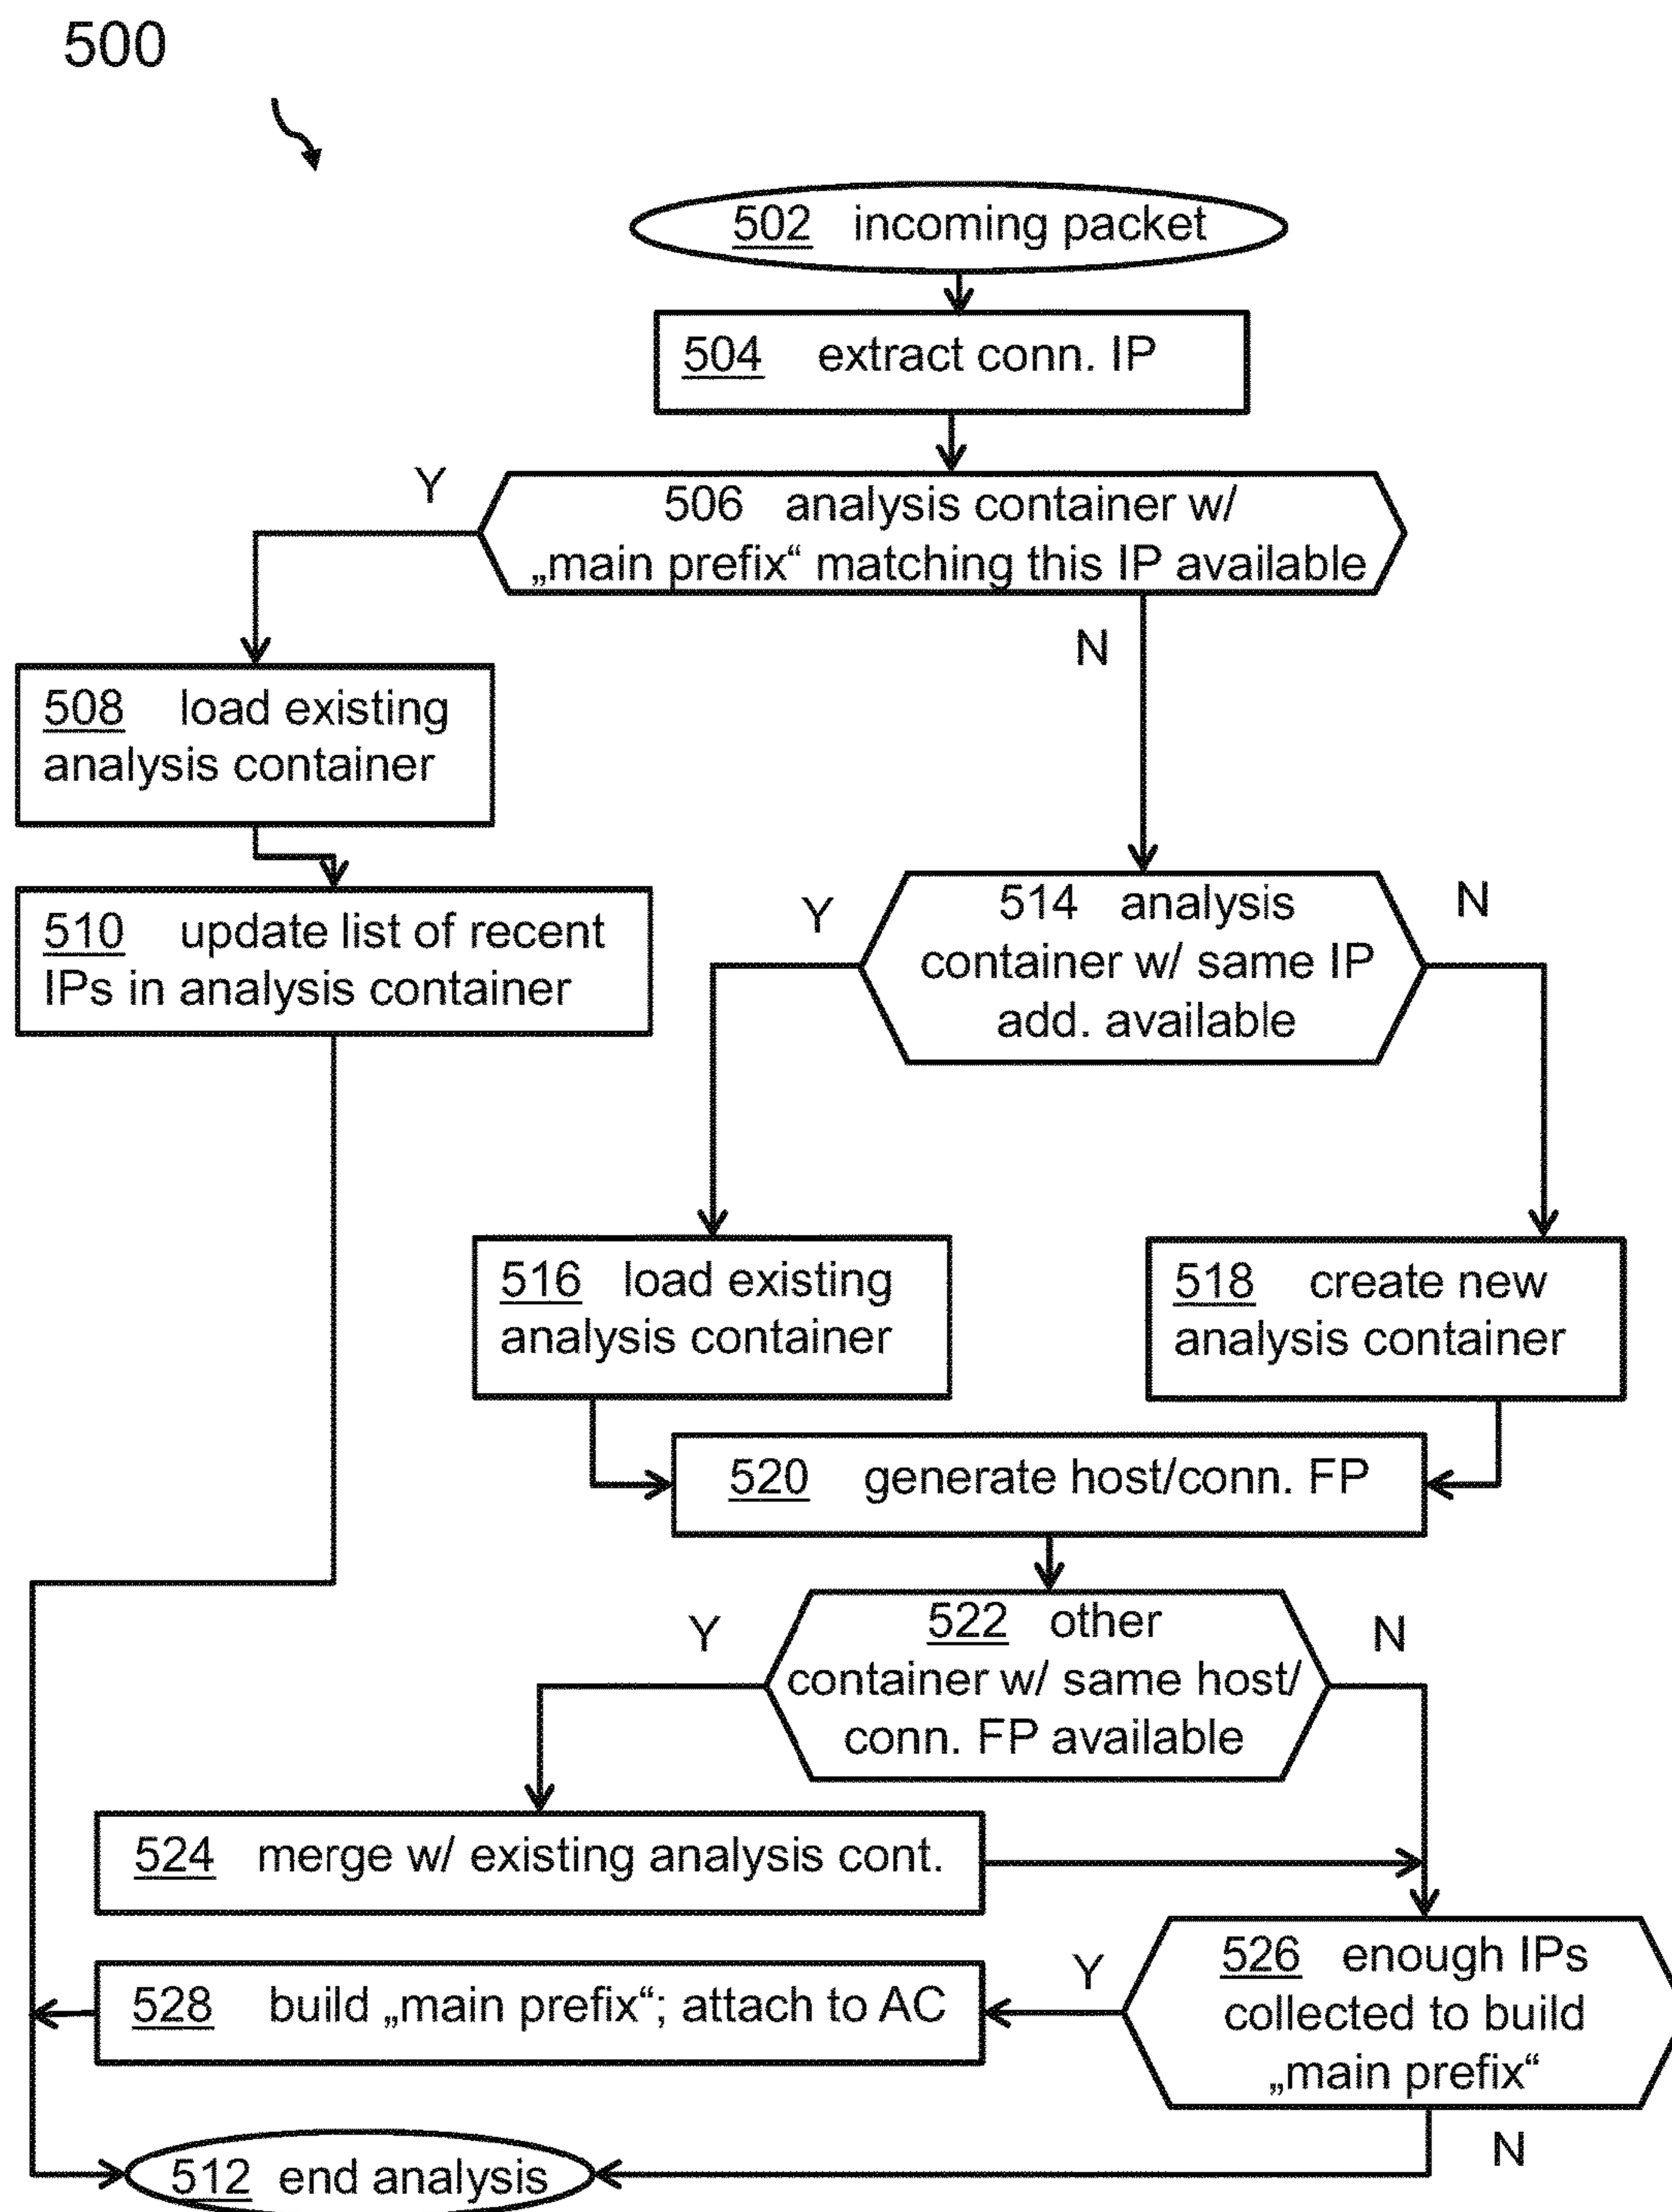 500
502 incoming packet
504 extract conn. IP
Y
506 analysis container w/
„main prefix“ matching this IP available
N
508 load existing
analysis container
510 update list of recent
IPs in analysis container
Y
514 analysis
container w/ same IP
add. available
N
516 load existing
analysis container
518 create new
analysis container
520 generate host/conn. FP
Y
522 other
container w/ same host/
conn. FP available
N
524 merge w/ existing analysis cont.
526 enough IPs
collected to build
„main prefix“
Y
528 build „main prefix“; attach to AC
N
512 end analysis